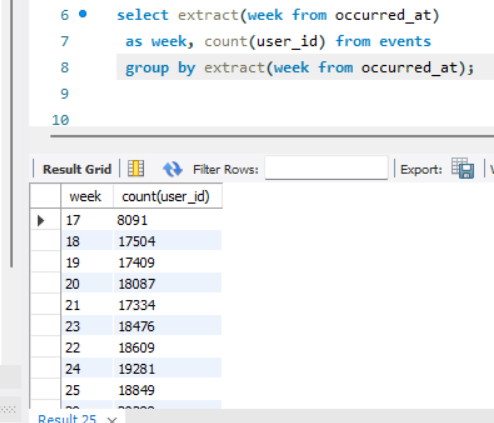 6 select extract(week from occurred_at)
7 as week, count(user_id) from events
8 group by extract(week from occurred_at);
9
10
Result Grid Filter Rows: Export:
week count(user_id)
17 8091
18 17504
19 17409
20 18087
21 17334
23 18476
22 18609
24 19281
25 18849
Result 25 ×